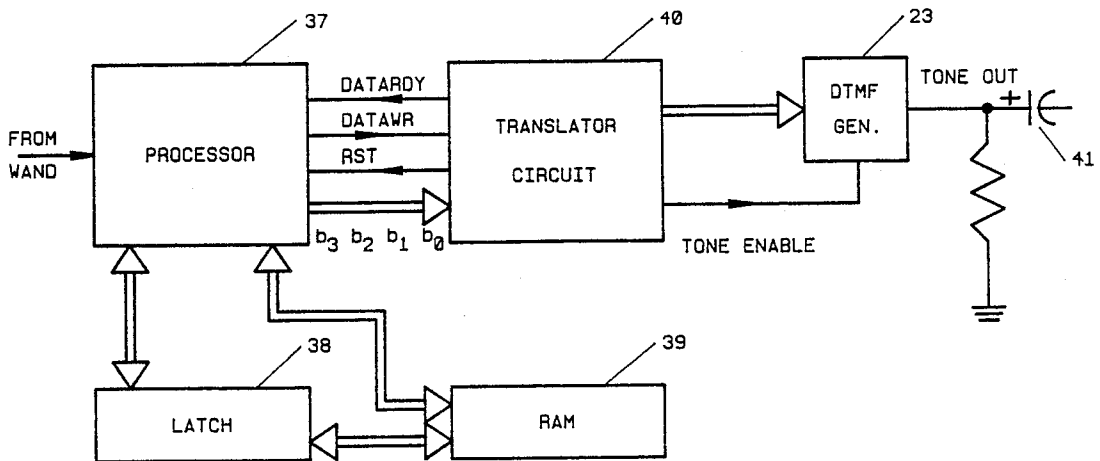 37
40
23
FROM
WAND
PROCESSOR
DATARDY
DATAWR
RST
b3 b2 b1 b0
TRANSLATOR
CIRCUIT
TONE ENABLE
DTMF
GEN.
TONE OUT
+
41
38
39
LATCH
RAM